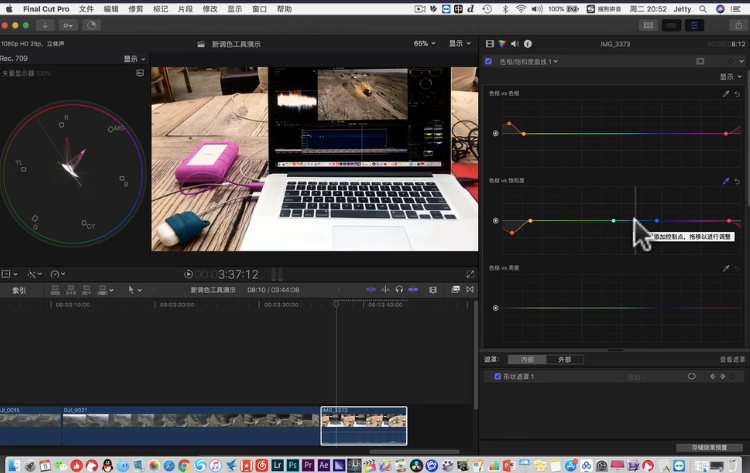 Final Cut Pro 文件 编辑 修剪 标记 片段 修改 显示 窗口 帮助 100% 搜狗拼音 周二 20:52 Jetty
1080p HD 25p, 立体声 新调色工具演示 65% 显示 IMG_3373 8:12
Rec. 709 显示 色相/饱和度曲线 1
矢量显示器 100% 显示
R MG B CY G YL
色相 vs 色相
色相 vs 饱和度
添加控制点，拖移以进行调整
色相 vs 亮度
00:03:37:12
索引 新调色工具演示 08:10 / 03:44:08
00:03:10:00 00:03:20:00 00:03:30:00 00:03:40:00
遮罩： 内部 外部 查看遮罩
形状遮罩 1
DJI_0015 DJI_0021 IMG_3373
存储效果预置